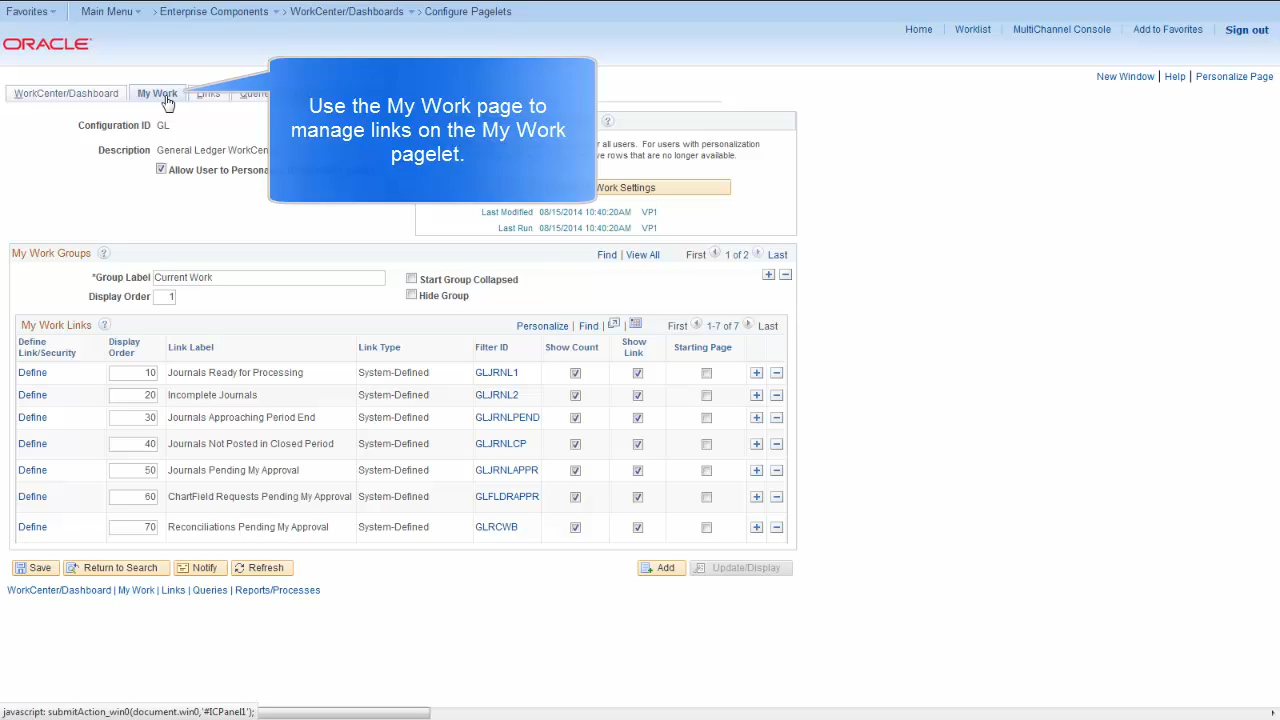 Favorites Main Menu > Enterprise Components > WorkCenter/Dashboards > Configure Pagelets
Home Worklist MultiChannel Console Add to Favorites Sign out
ORACLE
New Window | Help | Personalize Page
WorkCenter/Dashboard My Work Links Queries
Use the My Work page to
manage links on the My Work
pagelet.
Configuration ID GL
Description General Ledger WorkCen
for all users. For users with personalization
ve rows that are no longer available.
Allow User to Persona
Work Settings
Last Modified 08/15/2014 10:40:20AM VP1
Last Run 08/15/2014 10:40:20AM VP1
My Work Groups Find | View All First 1 of 2 Last
*Group Label Current Work Start Group Collapsed
Display Order 1 Hide Group
My Work Links Personalize | Find | | First 1-7 of 7 Last
Define Link/Security Display Order Link Label Link Type Filter ID Show Count Show Link Starting Page
Define 10 Journals Ready for Processing System-Defined GLJRNL1
Define 20 Incomplete Journals System-Defined GLJRNL2
Define 30 Journals Approaching Period End System-Defined GLJRNLPEND
Define 40 Journals Not Posted in Closed Period System-Defined GLJRNLCP
Define 50 Journals Pending My Approval System-Defined GLJRNLAPPR
Define 60 ChartField Requests Pending My Approval System-Defined GLFLDRAPPR
Define 70 Reconciliations Pending My Approval System-Defined GLRCWB
Save Return to Search Notify Refresh Add Update/Display
WorkCenter/Dashboard | My Work | Links | Queries | Reports/Processes
javascript: submitAction_win0(document.win0,'#ICPanel1');